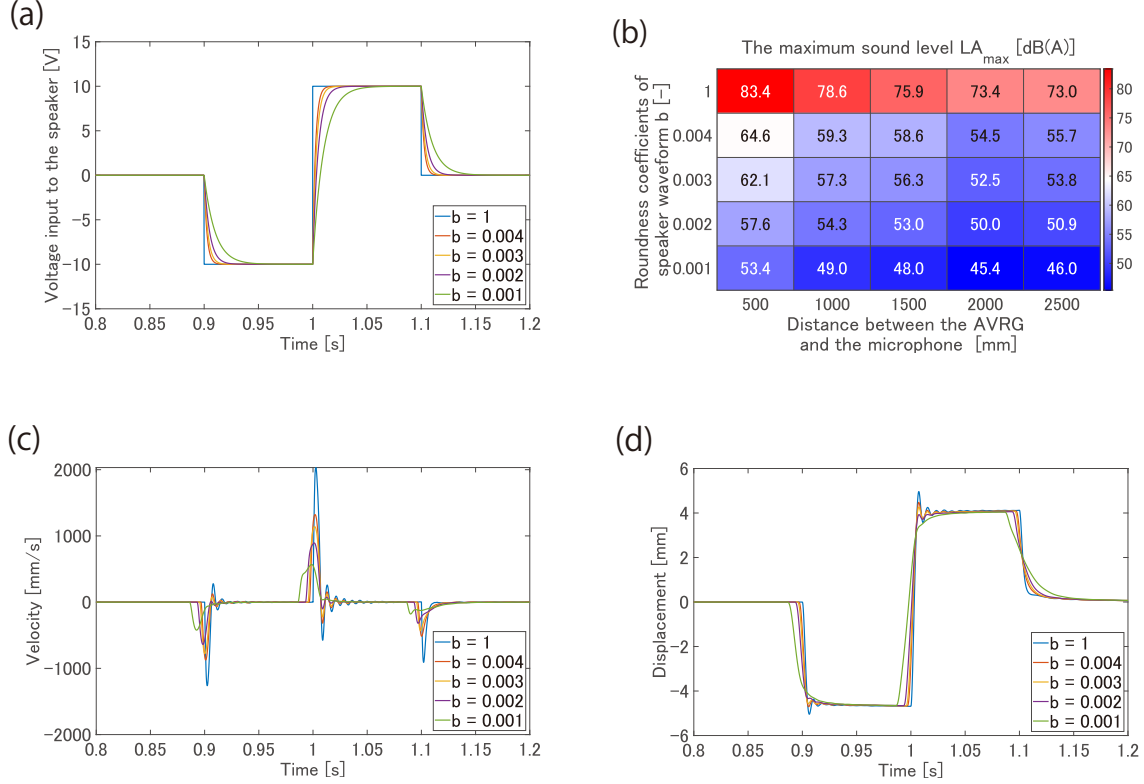 (a)
Voltage input to the speaker [V]
15
10
5
0
-5
-10
-15
b = 1
b = 0.004
b = 0.003
b = 0.002
b = 0.001
0.8 0.85 0.9 0.95 1 1.05 1.1 1.15 1.2
Time [s]
(b)
The maximum sound level LAmax [dB(A)]
Roundness coefficients of
speaker waveform b [-]
1 83.4 78.6 75.9 73.4 73.0
0.004 64.6 59.3 58.6 54.5 55.7
0.003 62.1 57.3 56.3 52.5 53.8
0.002 57.6 54.3 53.0 50.0 50.9
0.001 53.4 49.0 48.0 45.4 46.0
500 1000 1500 2000 2500
Distance between the AVRG
and the microphone [mm]
80
75
70
65
60
55
50
(c)
Velocity [mm/s]
2000
1000
0
-1000
-2000
b = 1
b = 0.004
b = 0.003
b = 0.002
b = 0.001
0.8 0.85 0.9 0.95 1 1.05 1.1 1.15 1.2
Time [s]
(d)
Displacement [mm]
6
4
2
0
-2
-4
-6
b = 1
b = 0.004
b = 0.003
b = 0.002
b = 0.001
0.8 0.85 0.9 0.95 1 1.05 1.1 1.15 1.2
Time [s]